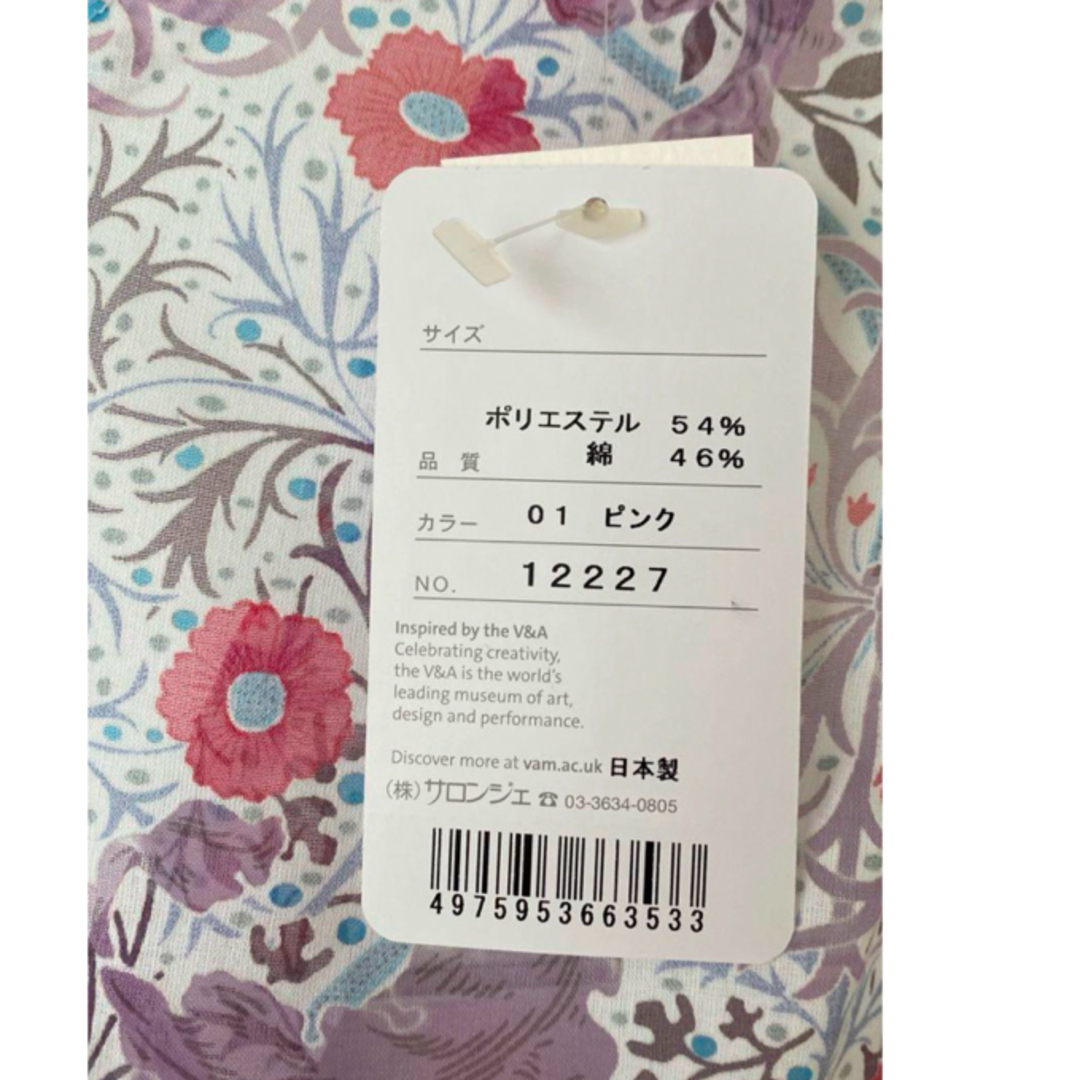 サイズ
ポリエステル ５４％
綿 ４６％
品 質
カラー ０１ ピンク
NO. １２２２７
Inspired by the V&A
Celebrating creativity,
the V&A is the world's
leading museum of art,
design and performance.
Discover more at vam.ac.uk 日本製
(株)サロンジェ ☎ 03-3634-0805
4975953663533